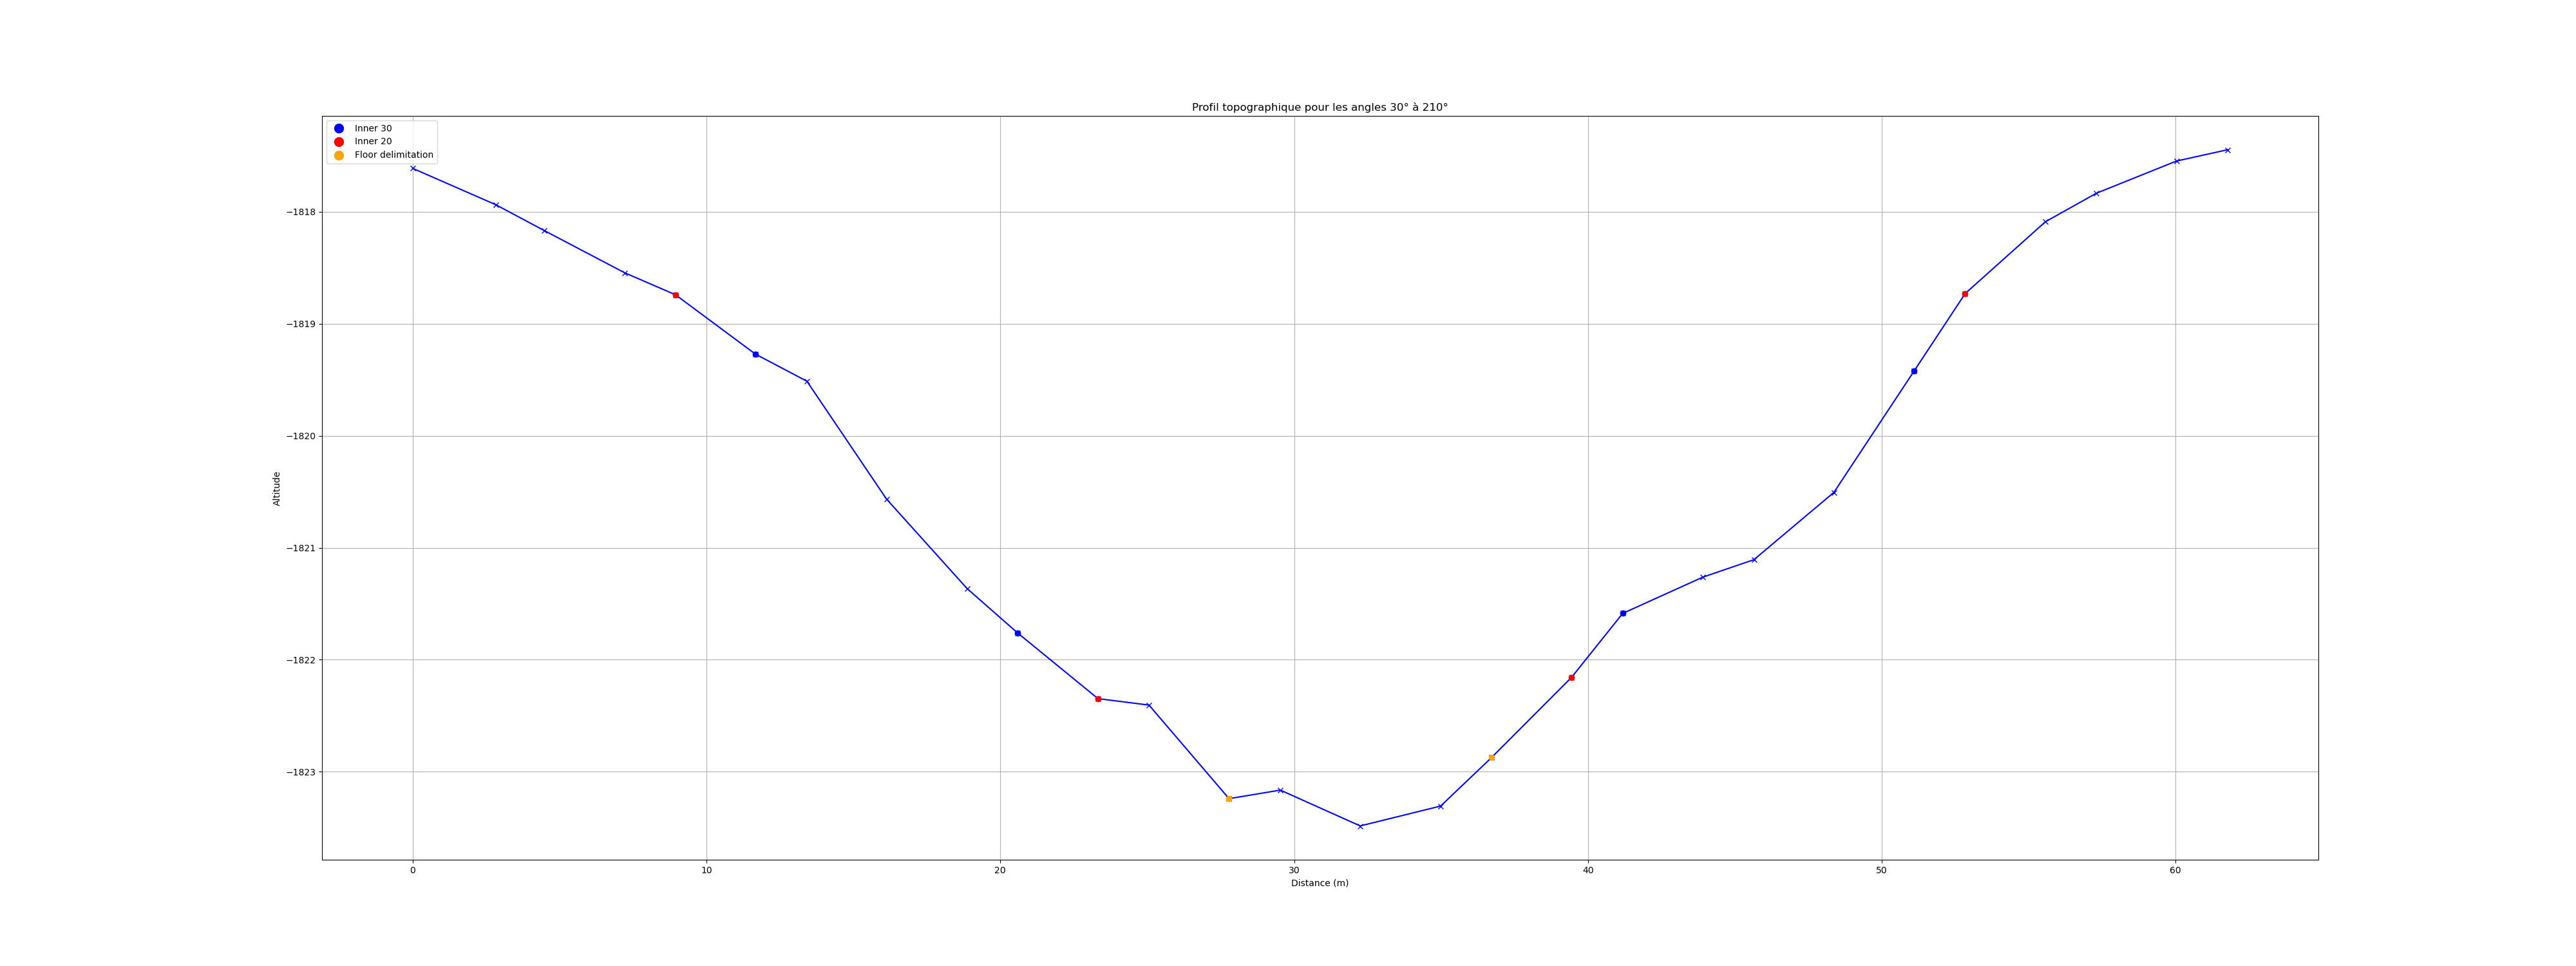 Profil topographique pour les angles 30° à 210°
Inner 30
Inner 20
Floor delimitation
−1818
−1819
−1820
−1821
−1822
−1823
Altitude
0 10 20 30 40 50 60
Distance (m)